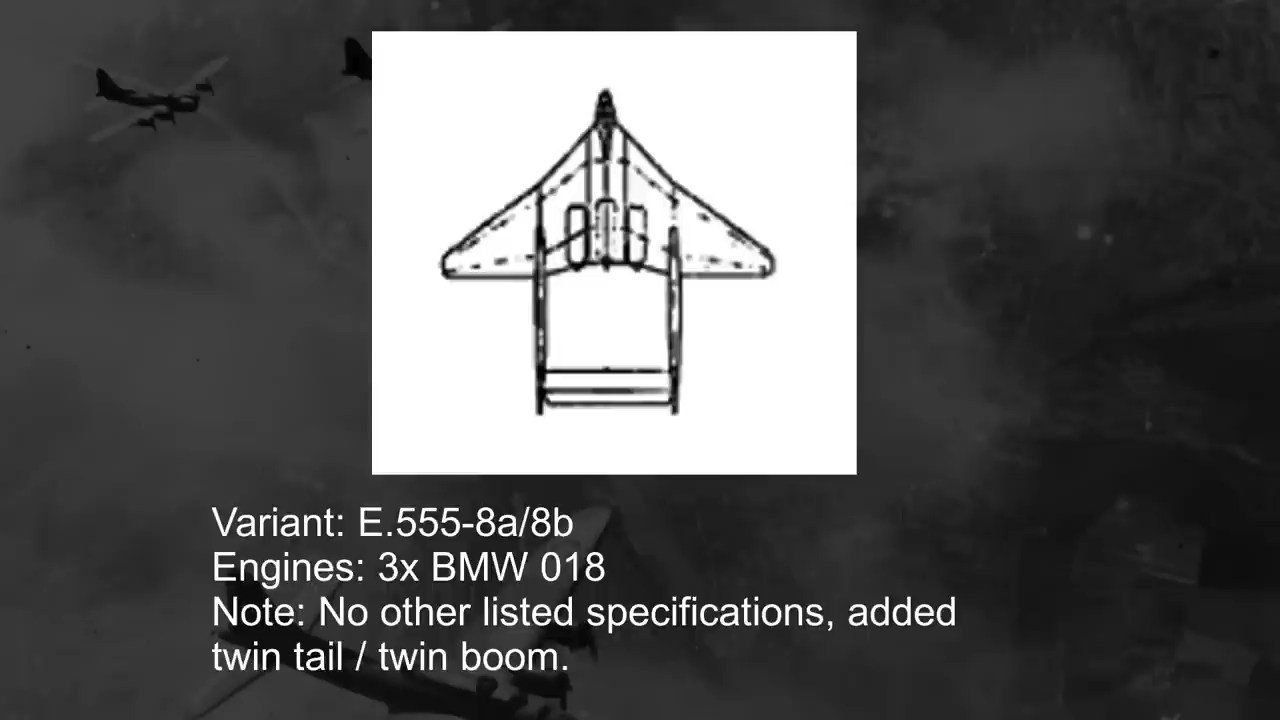 Variant: E.555-8a/8b
Engines: 3x BMW 018
Note: No other listed specifications, added
twin tail / twin boom.